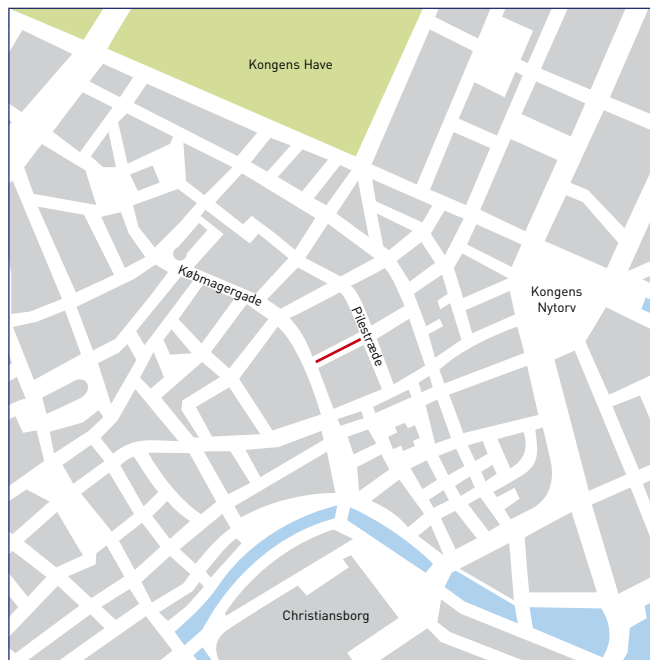 Kongens Have
Købmagergade
Kongens
Nytorv
Pilestræde
Christiansborg